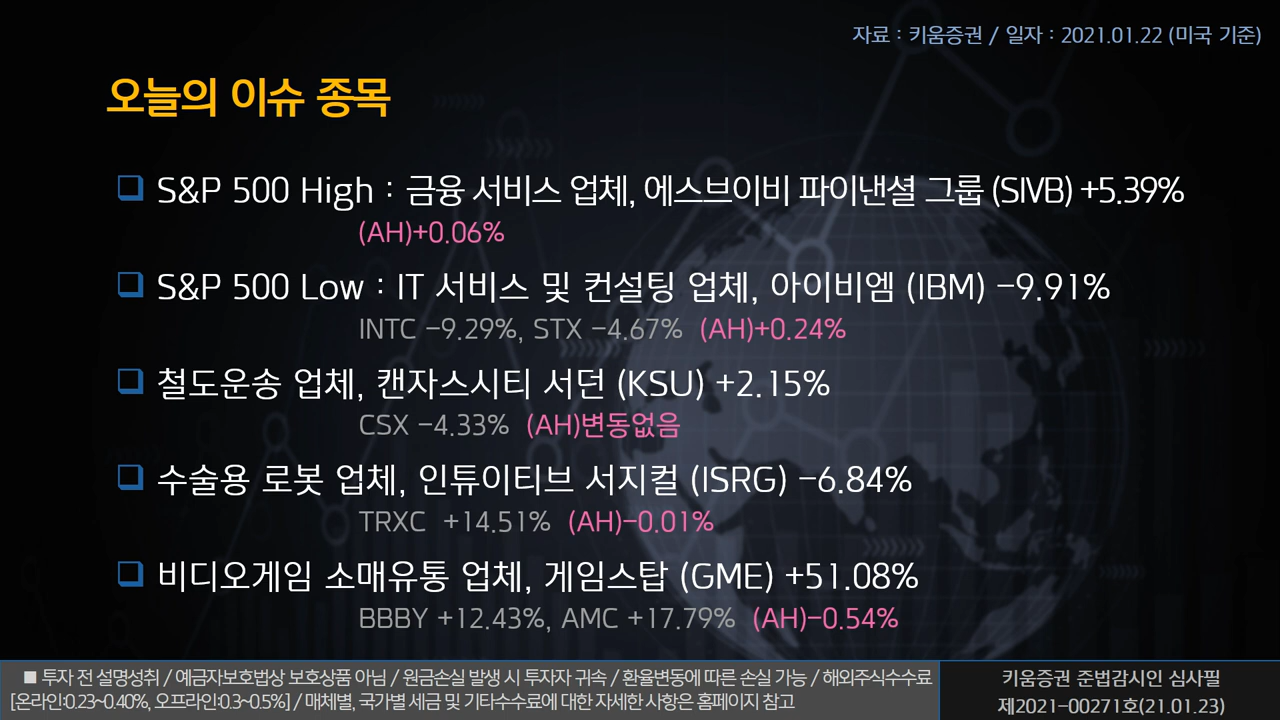 자료 : 키움증권 / 일자 : 2021.01.22 (미국 기준)
오늘의 이슈 종목
❑ S&P 500 High : 금융 서비스 업체, 에스브이비 파이낸셜 그룹 (SIVB) +5.39%
(AH)+0.06%
❑ S&P 500 Low : IT 서비스 및 컨설팅 업체, 아이비엠 (IBM) −9.91%
INTC −9.29%, STX −4.67% (AH)+0.24%
❑ 철도운송 업체, 캔자스시티 서던 (KSU) +2.15%
CSX −4.33% (AH)변동없음
❑ 수술용 로봇 업체, 인튜이티브 서지컬 (ISRG) −6.84%
TRXC +14.51% (AH)−0.01%
❑ 비디오게임 소매유통 업체, 게임스탑 (GME) +51.08%
BBBY +12.43%, AMC +17.79% (AH)−0.54%
■ 투자 전 설명성취 / 예금자보호법상 보호상품 아님 / 원금손실 발생 시 투자자 귀속 / 환율변동에 따른 손실 가능 / 해외주식수수료
[온라인:0.23~0.40%, 오프라인:0.3~0.5%] / 매체별, 국가별 세금 및 기타수수료에 대한 자세한 사항은 홈페이지 참고
키움증권 준법감시인 심사필
제2021-00271호(21.01.23)